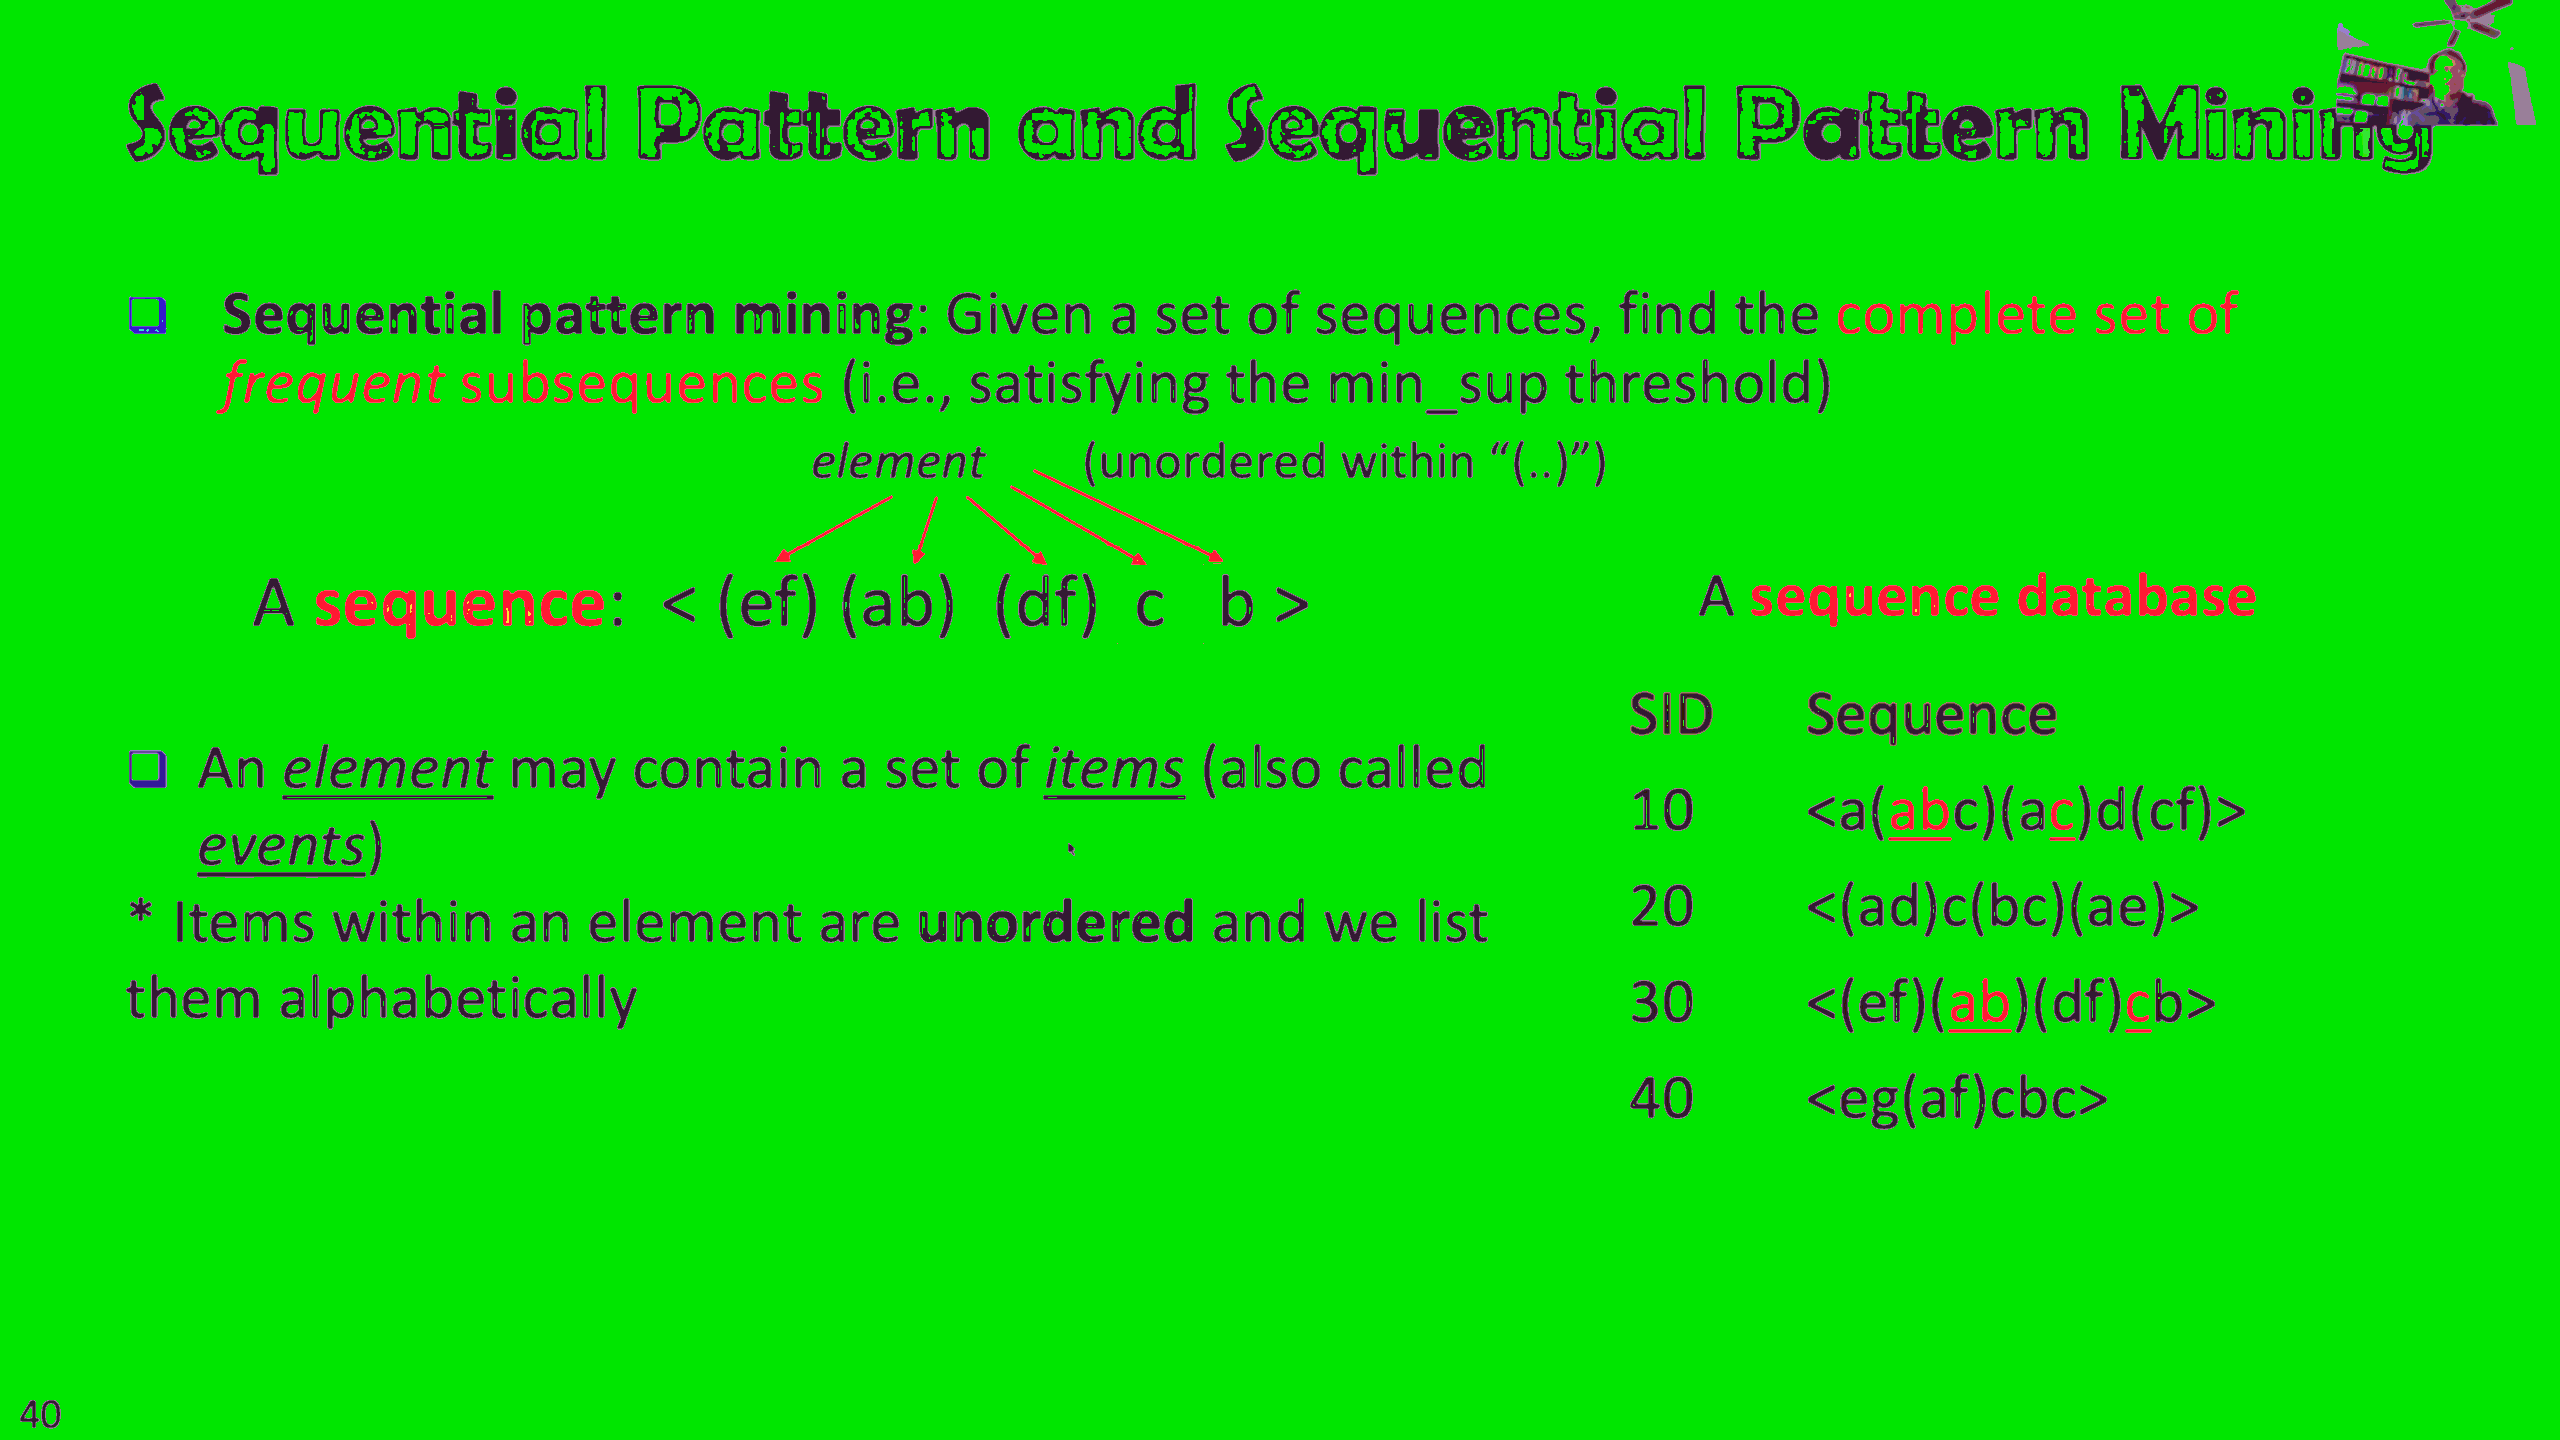 Sequential Pattern and Sequential Pattern Mining
❑ Sequential pattern mining: Given a set of sequences, find the complete set of
frequent subsequences (i.e., satisfying the min_sup threshold)
element (unordered within “(..)”)
A sequence: < (ef) (ab) (df) c b >
❑ An element may contain a set of items (also called
events)
* Items within an element are unordered and we list
them alphabetically
A sequence database
SID Sequence
10 <a(abc)(ac)d(cf)>
20 <(ad)c(bc)(ae)>
30 <(ef)(ab)(df)cb>
40 <eg(af)cbc>
40